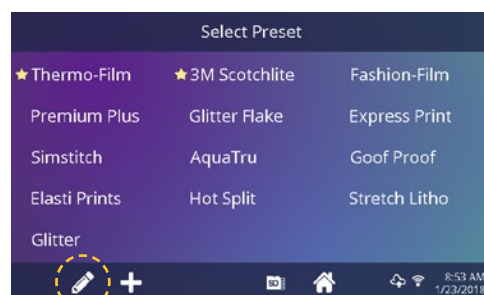 Select Preset
Thermo-Film 3M Scotchlite Fashion-Film
Premium Plus Glitter Flake Express Print
Simstitch AquaTru Goof Proof
Elasti Prints Hot Split Stretch Litho
Glitter
SD 8:53 AM
1/23/2018